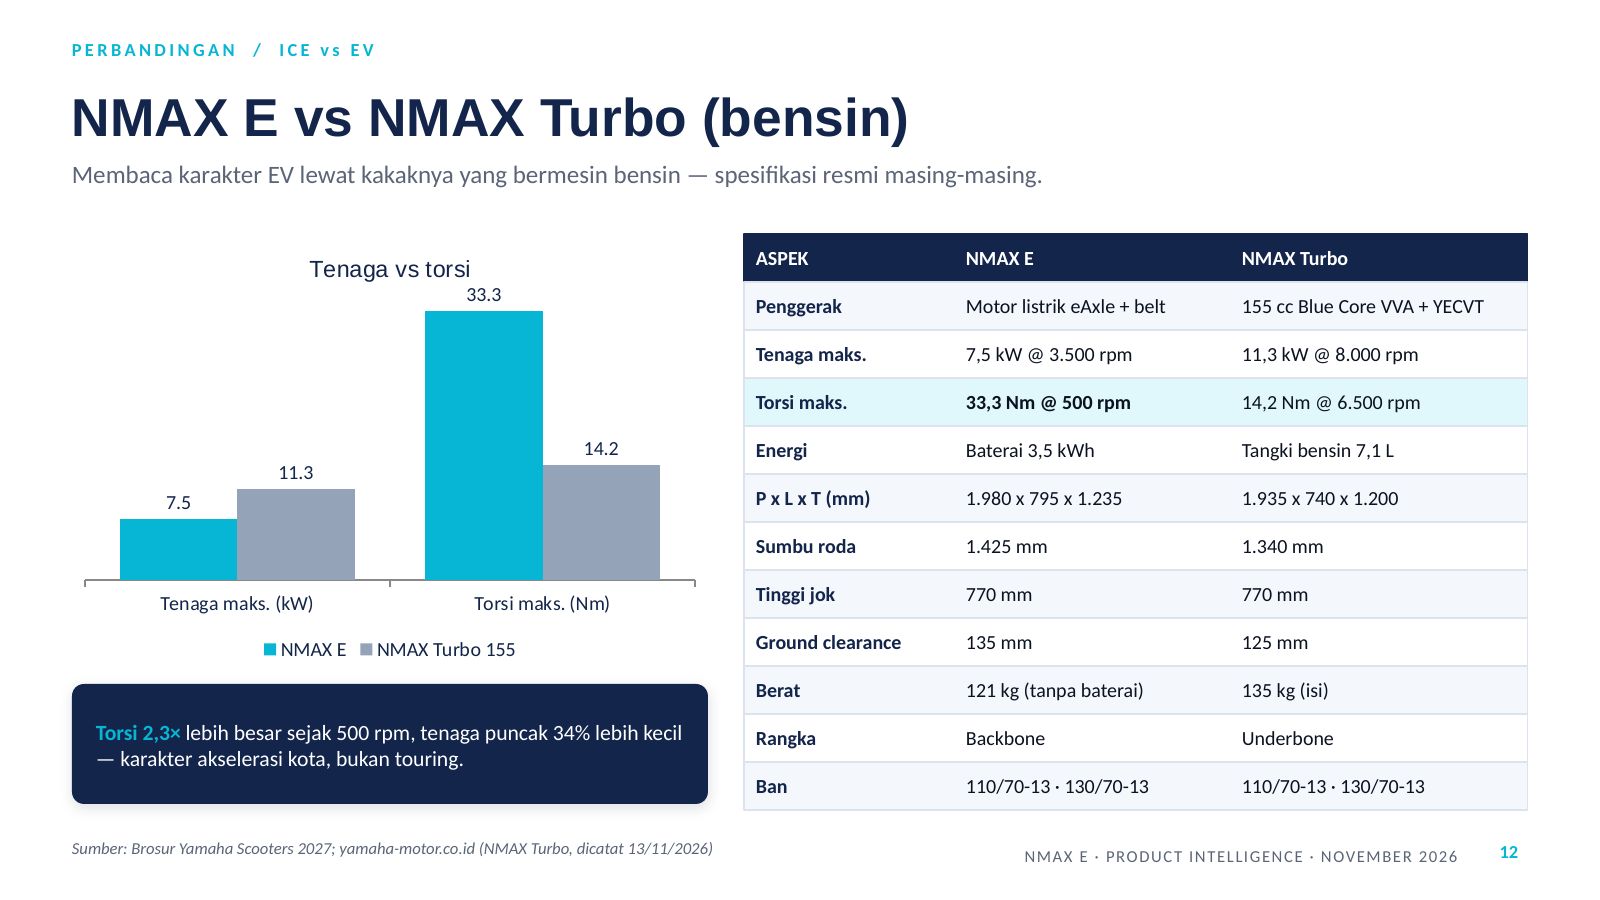 PERBANDINGAN / ICE vs EV
NMAX E vs NMAX Turbo (bensin)
Membaca karakter EV lewat kakaknya yang bermesin bensin — spesifikasi resmi masing-masing.
Tenaga vs torsi
33.3
14.2
11.3
7.5
Tenaga maks. (kW)
Torsi maks. (Nm)
NMAX E NMAX Turbo 155
Torsi 2,3× lebih besar sejak 500 rpm, tenaga puncak 34% lebih kecil
— karakter akselerasi kota, bukan touring.
ASPEK NMAX E NMAX Turbo
Penggerak Motor listrik eAxle + belt 155 cc Blue Core VVA + YECVT
Tenaga maks. 7,5 kW @ 3.500 rpm 11,3 kW @ 8.000 rpm
Torsi maks. 33,3 Nm @ 500 rpm 14,2 Nm @ 6.500 rpm
Energi Baterai 3,5 kWh Tangki bensin 7,1 L
P x L x T (mm) 1.980 x 795 x 1.235 1.935 x 740 x 1.200
Sumbu roda 1.425 mm 1.340 mm
Tinggi jok 770 mm 770 mm
Ground clearance 135 mm 125 mm
Berat 121 kg (tanpa baterai) 135 kg (isi)
Rangka Backbone Underbone
Ban 110/70-13 · 130/70-13 110/70-13 · 130/70-13
Sumber: Brosur Yamaha Scooters 2027; yamaha-motor.co.id (NMAX Turbo, dicatat 13/11/2026)
NMAX E · PRODUCT INTELLIGENCE · NOVEMBER 2026 12